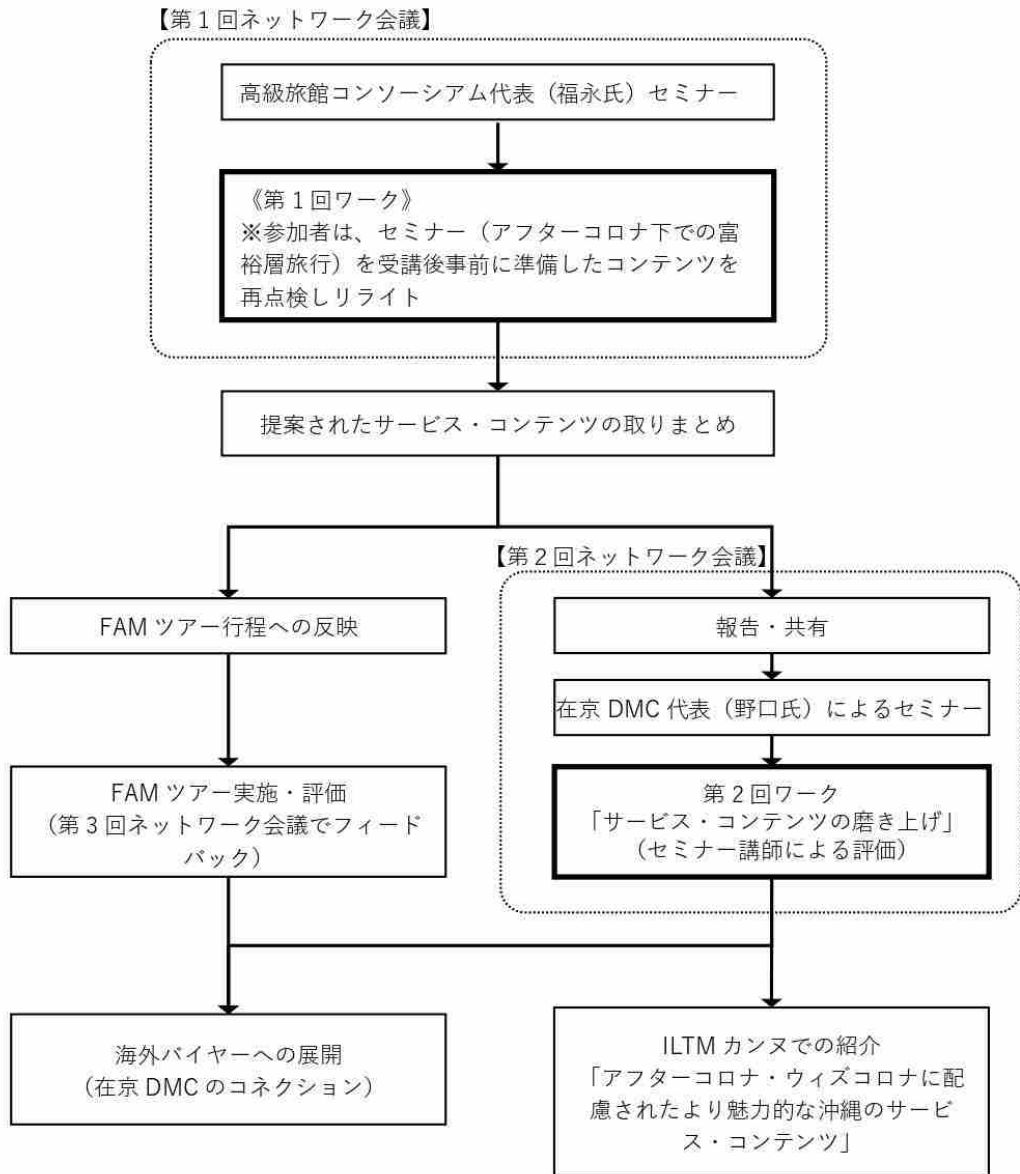 【第1回ネットワーク会議】
高級旅館コンソーシアム代表（福永氏）セミナー
《第1回ワーク》
※参加者は、セミナー（アフターコロナ下での富
裕層旅行）を受講後事前に準備したコンテンツを
再点検しリライト
提案されたサービス・コンテンツの取りまとめ
【第2回ネットワーク会議】
FAM ツアー行程への反映
報告・共有
在京 DMC 代表（野口氏）によるセミナー
FAM ツアー実施・評価
（第3回ネットワーク会議でフィード
バック）
第2回ワーク
「サービス・コンテンツの磨き上げ」
（セミナー講師による評価）
海外バイヤーへの展開
（在京 DMC のコネクション）
ILTM カンヌでの紹介
「アフターコロナ・ウィズコロナに配
慮されたより魅力的な沖縄のサービ
ス・コンテンツ」